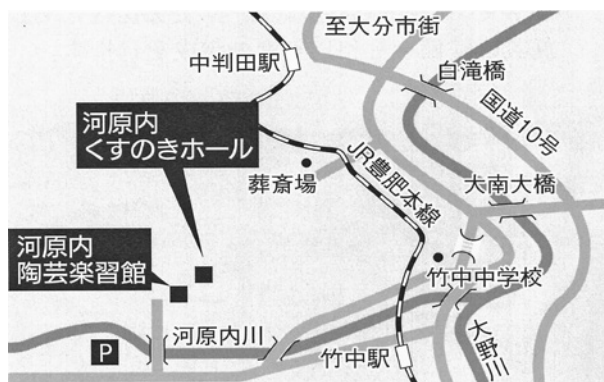 至大分市街
中判田駅
白滝橋
国道10号
河原内
くすのきホール
JR豊肥本線
葬斎場
犬南大橋
河原内
陶芸楽習館
竹中中学校
河原内川
P
竹中駅
大野川